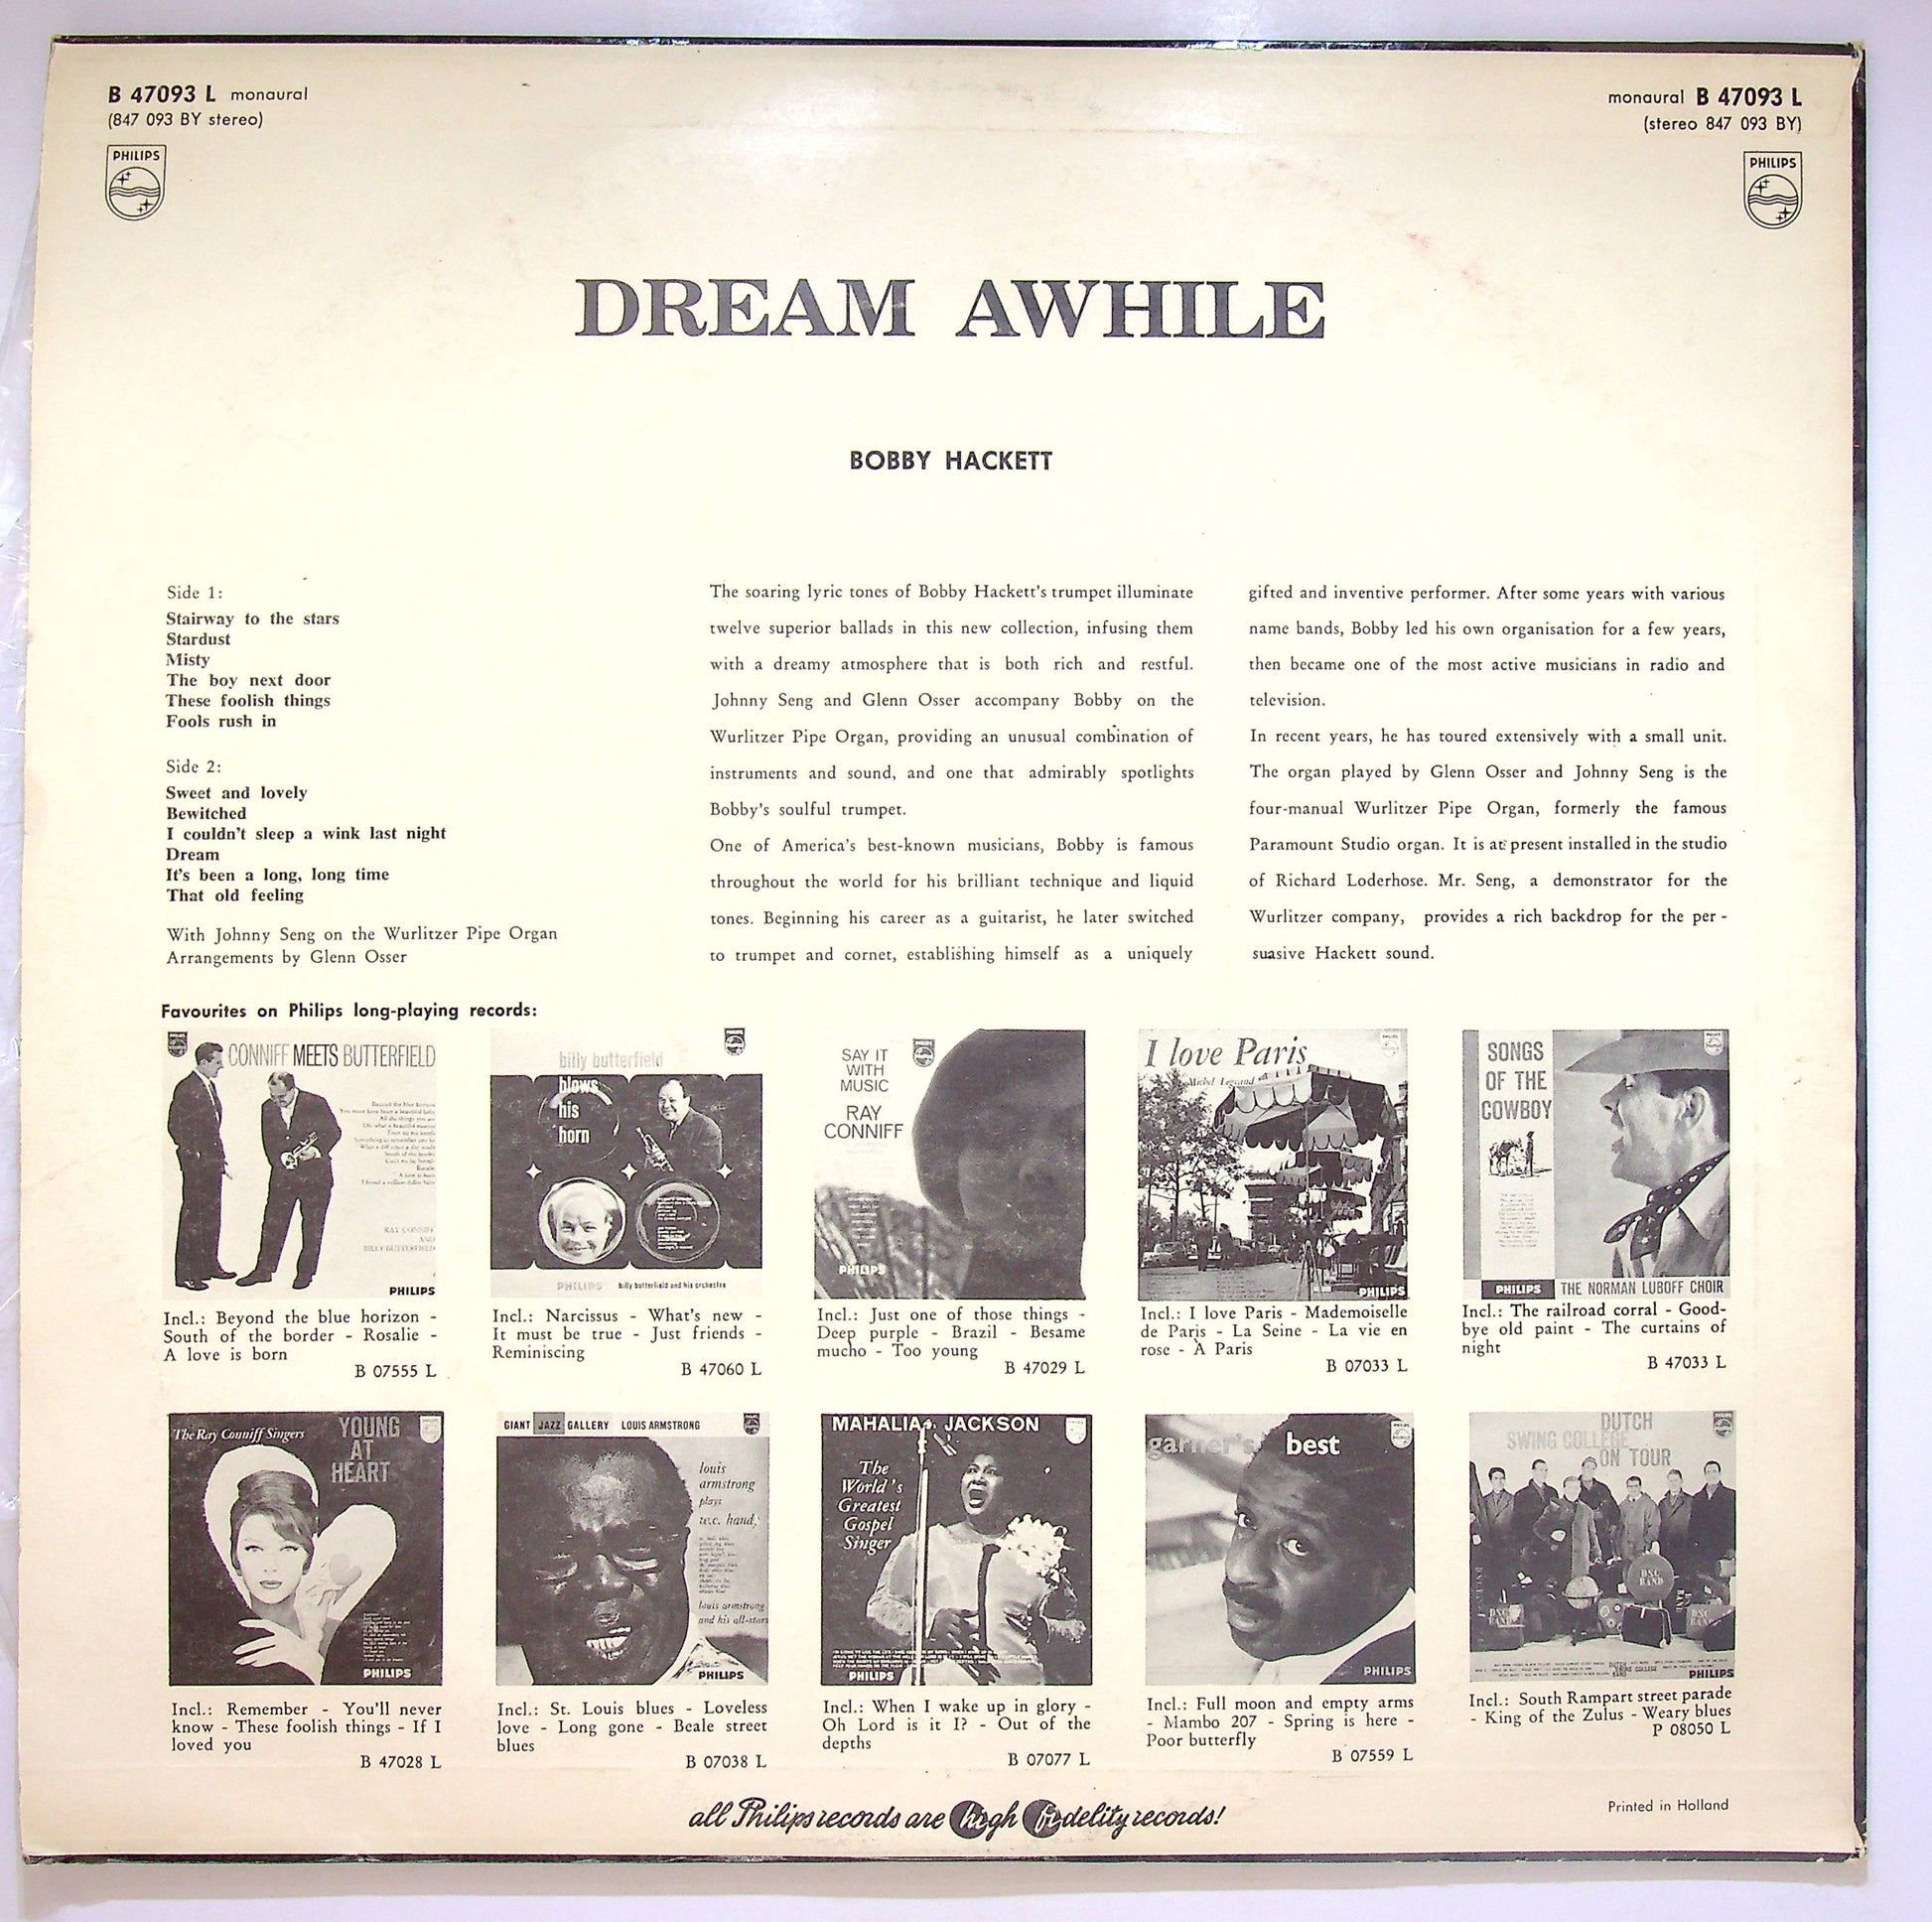 B 47093 L monaural
(847 093 BY stereo)
PHILIPS
monaural B 47093 L
(stereo 847 093 BY)
PHILIPS
DREAM AWHILE
BOBBY HACKETT
Side 1:
Stairway to the stars
Stardust
Misty
The boy next door
These foolish things
Fools rush in
Side 2:
Sweet and lovely
Bewitched
I couldn't sleep a wink last night
Dream
It's been a long, long time
That old feeling
With Johnny Seng on the Wurlitzer Pipe Organ
Arrangements by Glenn Osser
The soaring lyric tones of Bobby Hackett's trumpet illuminate
twelve superior ballads in this new collection, infusing them
with a dreamy atmosphere that is both rich and restful.
Johnny Seng and Glenn Osser accompany Bobby on the
Wurlitzer Pipe Organ, providing an unusual combination of
instruments and sound, and one that admirably spotlights
Bobby's soulful trumpet.
One of America's best-known musicians, Bobby is famous
throughout the world for his brilliant technique and liquid
tones. Beginning his career as a guitarist, he later switched
to trumpet and cornet, establishing himself as a uniquely
gifted and inventive performer. After some years with various
name bands, Bobby led his own organisation for a few years,
then became one of the most active musicians in radio and
television.
In recent years, he has toured extensively with a small unit.
The organ played by Glenn Osser and Johnny Seng is the
four-manual Wurlitzer Pipe Organ, formerly the famous
Paramount Studio organ. It is at present installed in the studio
of Richard Loderhose. Mr. Seng, a demonstrator for the
Wurlitzer company, provides a rich backdrop for the per-
suasive Hackett sound.
Favourites on Philips long-playing records:
CONNIFF MEETS BUTTERFIELD
RAY CONNIFF
AND
BILLY BUTTERFIELD
PHILIPS
Incl.: Beyond the blue horizon -
South of the border - Rosalie -
A love is born
B 07555 L
billy butterfield
blows
his
horn
PHILIPS billy butterfield and his orchestra
Incl.: Narcissus - What's new -
It must be true - Just friends -
Reminiscing
B 47060 L
SAY IT
WITH
MUSIC
RAY
CONNIFF
PHILIPS
Incl.: Just one of those things -
Deep purple - Brazil - Besame
mucho - Too young
B 47029 L
I love Paris
Michel Legrand
PHILIPS
Incl.: I love Paris - Mademoiselle
de Paris - La Seine - La vie en
rose - À Paris
B 07033 L
SONGS
OF THE
COWBOY
PHILIPS THE NORMAN LUBOFF CHOIR
Incl.: The railroad corral - Good-
bye old paint - The curtains of
night
B 47033 L
The Ray Conniff Singers
YOUNG
AT
HEART
PHILIPS
Incl.: Remember - You'll never
know - These foolish things - If I
loved you
B 47028 L
GIANT JAZZ GALLERY LOUIS ARMSTRONG
louis
armstrong
plays
w.c. handy
louis armstrong
and his all-stars
PHILIPS
Incl.: St. Louis blues - Loveless
love - Long gone - Beale street
blues
B 07038 L
MAHALIA JACKSON
The
World's
Greatest
Gospel
Singer
PHILIPS
Incl.: When I wake up in glory -
Oh Lord is it I? - Out of the
depths
B 07077 L
garner's best
PHILIPS
Incl.: Full moon and empty arms
- Mambo 207 - Spring is here -
Poor butterfly
B 07559 L
DUTCH
SWING COLLEGE
ON TOUR
DSC
BAND
PHILIPS
Incl.: South Rampart street parade
- King of the Zulus - Weary blues
P 08050 L
all Philips records are high fidelity records!
Printed in Holland